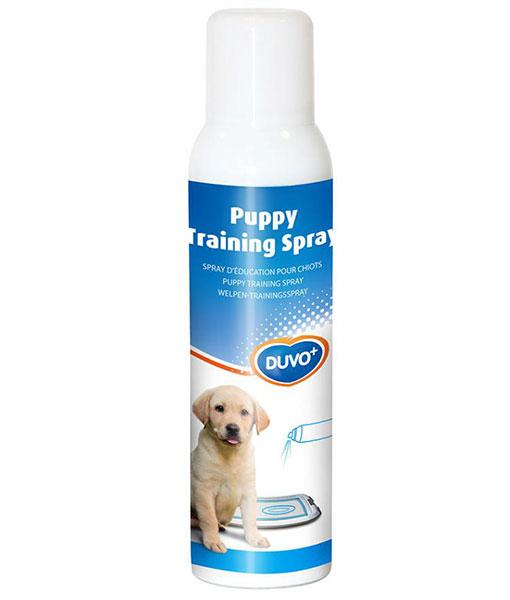 Puppy
Training Spray
SPRAY D'ÉDUCATION POUR CHIOTS
PUPPY TRAINING SPRAY
WELPEN-TRAININGSSPRAY
DUVO+